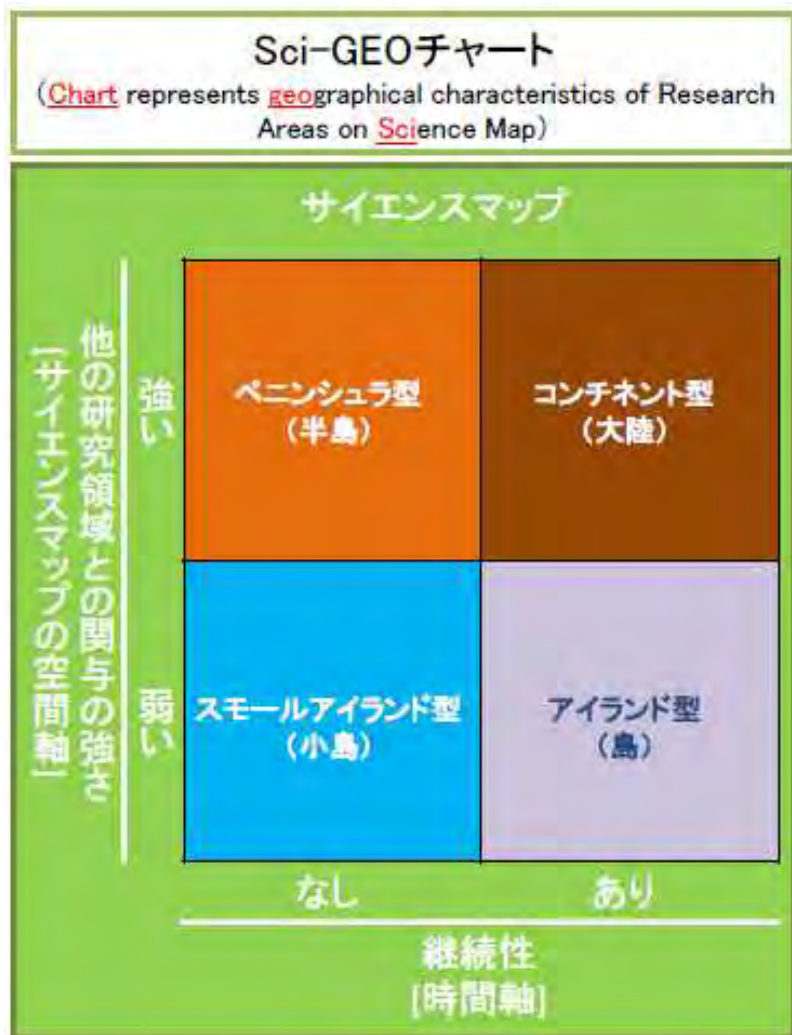 Sci-GEOチャート
(Chart represents geographical characteristics of Research
Areas on Science Map)
サイエンスマップ
他の研究領域との関与の強さ
[サイエンスマップの空間軸]
強い
ペニンシュラ型
(半島)
コンチネント型
(大陸)
弱い
スモールアイランド型
(小島)
アイランド型
(島)
なし
あり
継続性
[時間軸]